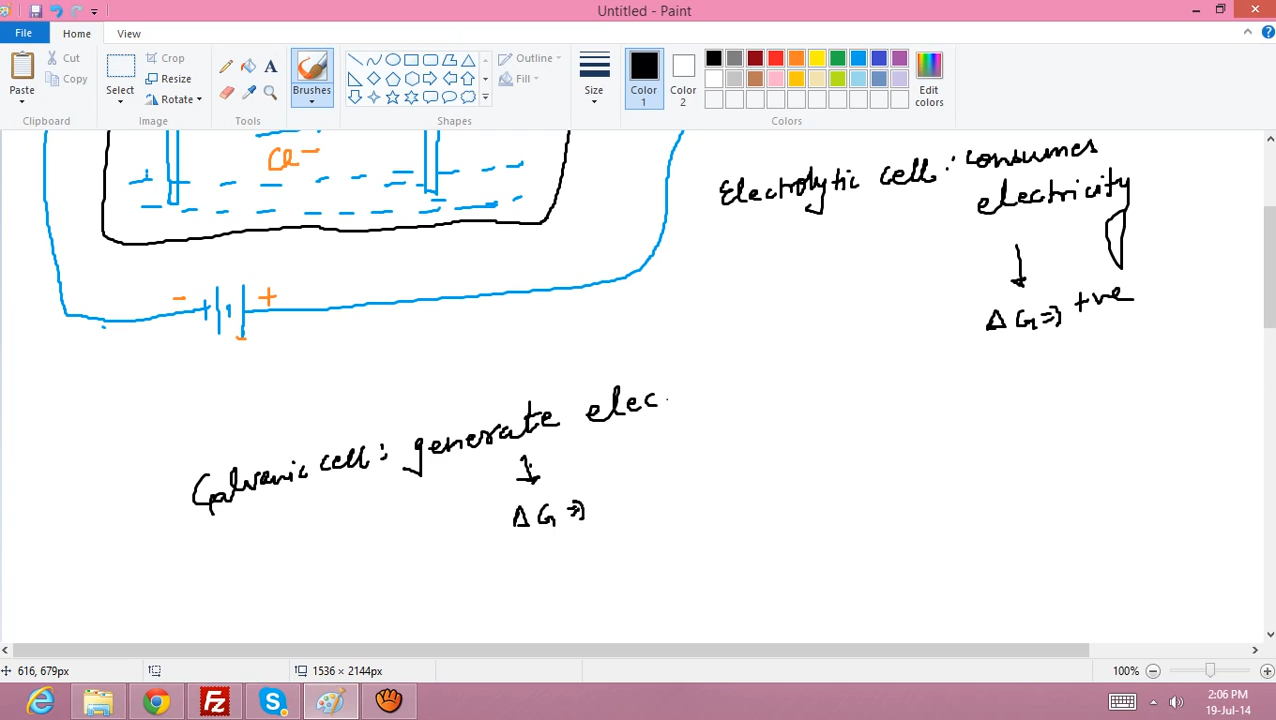 Untitled - Paint
File
Home
View
Paste
Cut
Copy
Clipboard
Select
Crop
Resize
Rotate
Image
Tools
Brushes
Outline
Fill
Shapes
Size
Color
1
Color
2
Edit
colors
Colors
Cl −
− +
Electrolytic cell : consumes
electricity
↓
ΔG ⇒ +ve
Galvanic cell : generate elec.
↓
ΔG ⇒
616, 679px
1536 × 2144px
100%
2:06 PM
19-Jul-14